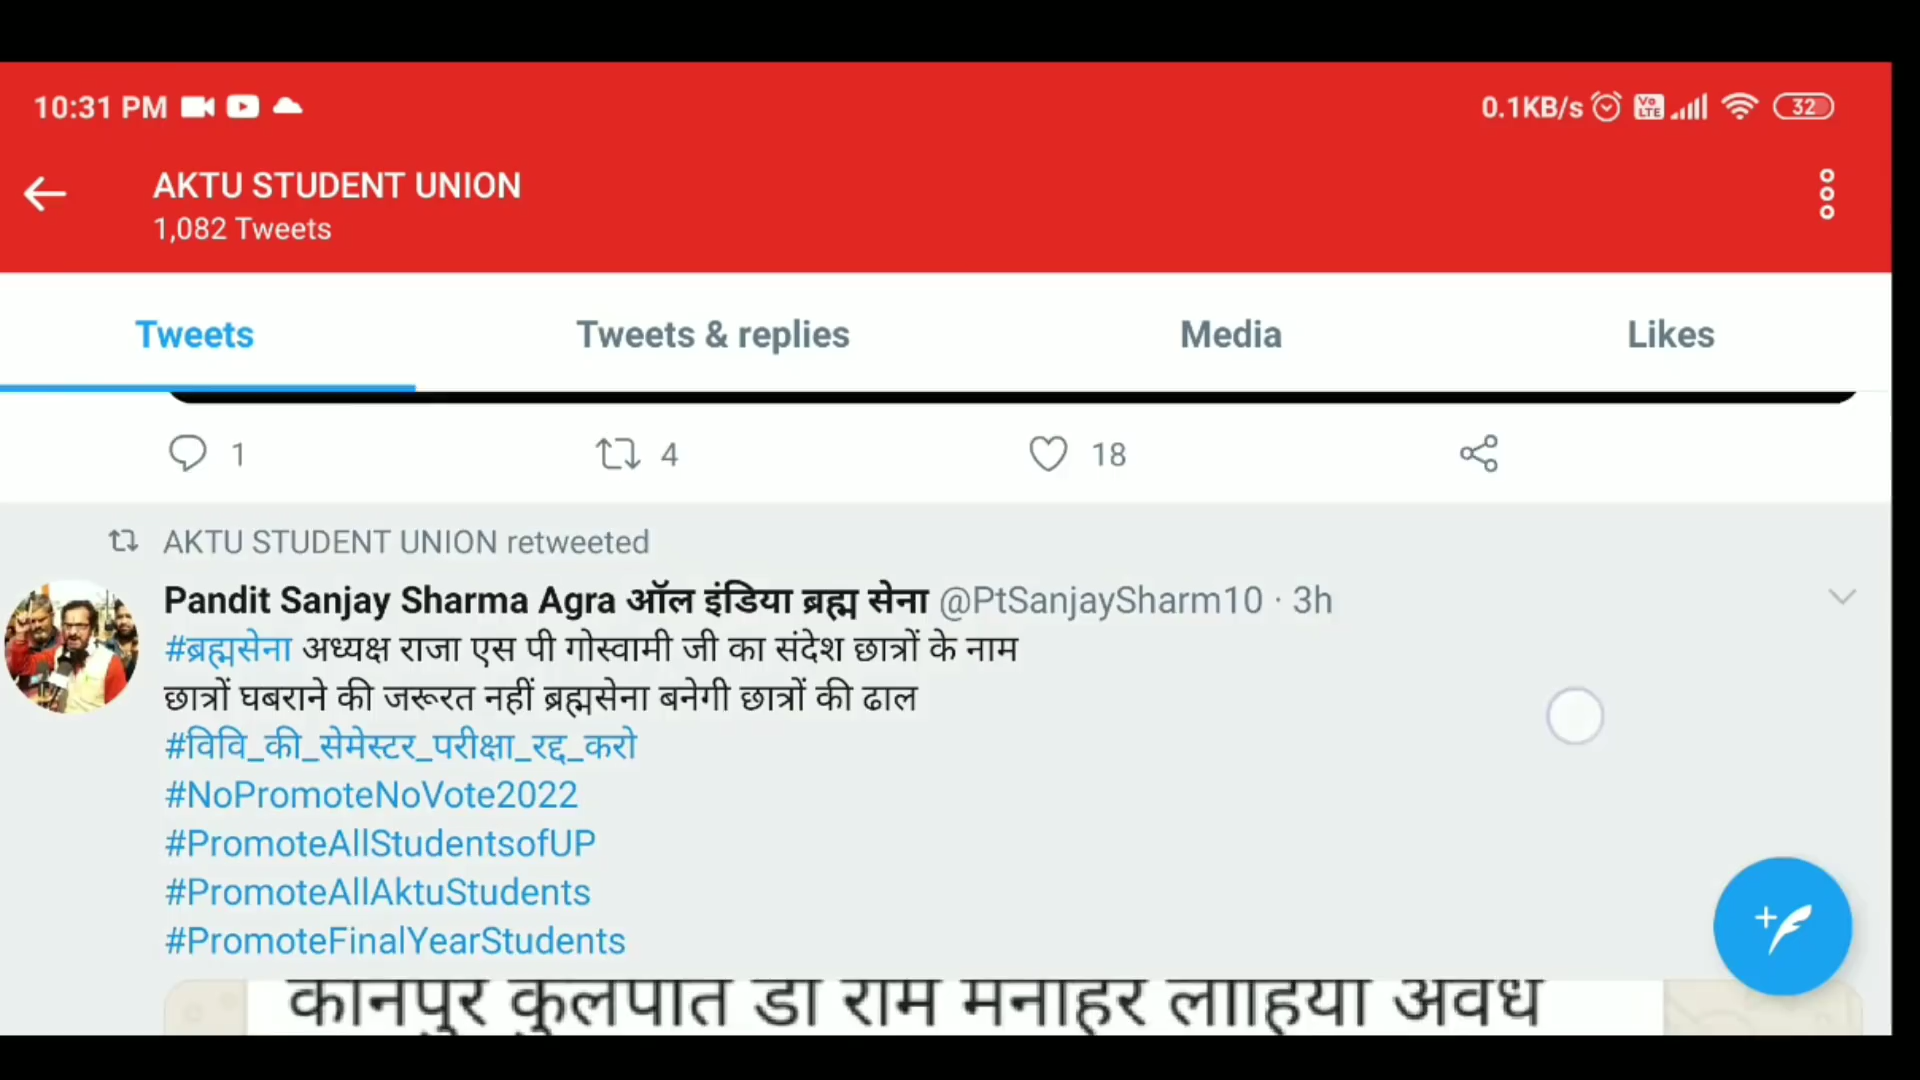 10:31 PM
0.1KB/s
Vo LTE
32
AKTU STUDENT UNION
1,082 Tweets
Tweets
Tweets & replies
Media
Likes
1
4
18
AKTU STUDENT UNION retweeted
Pandit Sanjay Sharma Agra ऑल इंडिया ब्रह्म सेना @PtSanjaySharm10 · 3h
#ब्रह्मसेना अध्यक्ष राजा एस पी गोस्वामी जी का संदेश छात्रों के नाम
छात्रों घबराने की जरूरत नहीं ब्रह्मसेना बनेगी छात्रों की ढाल
#विवि_की_सेमेस्टर_परीक्षा_रद्द_करो
#NoPromoteNoVote2022
#PromoteAllStudentsofUP
#PromoteAllAktuStudents
#PromoteFinalYearStudents
कानपुर कुलपति डा राम मनोहर लोहिया अवध